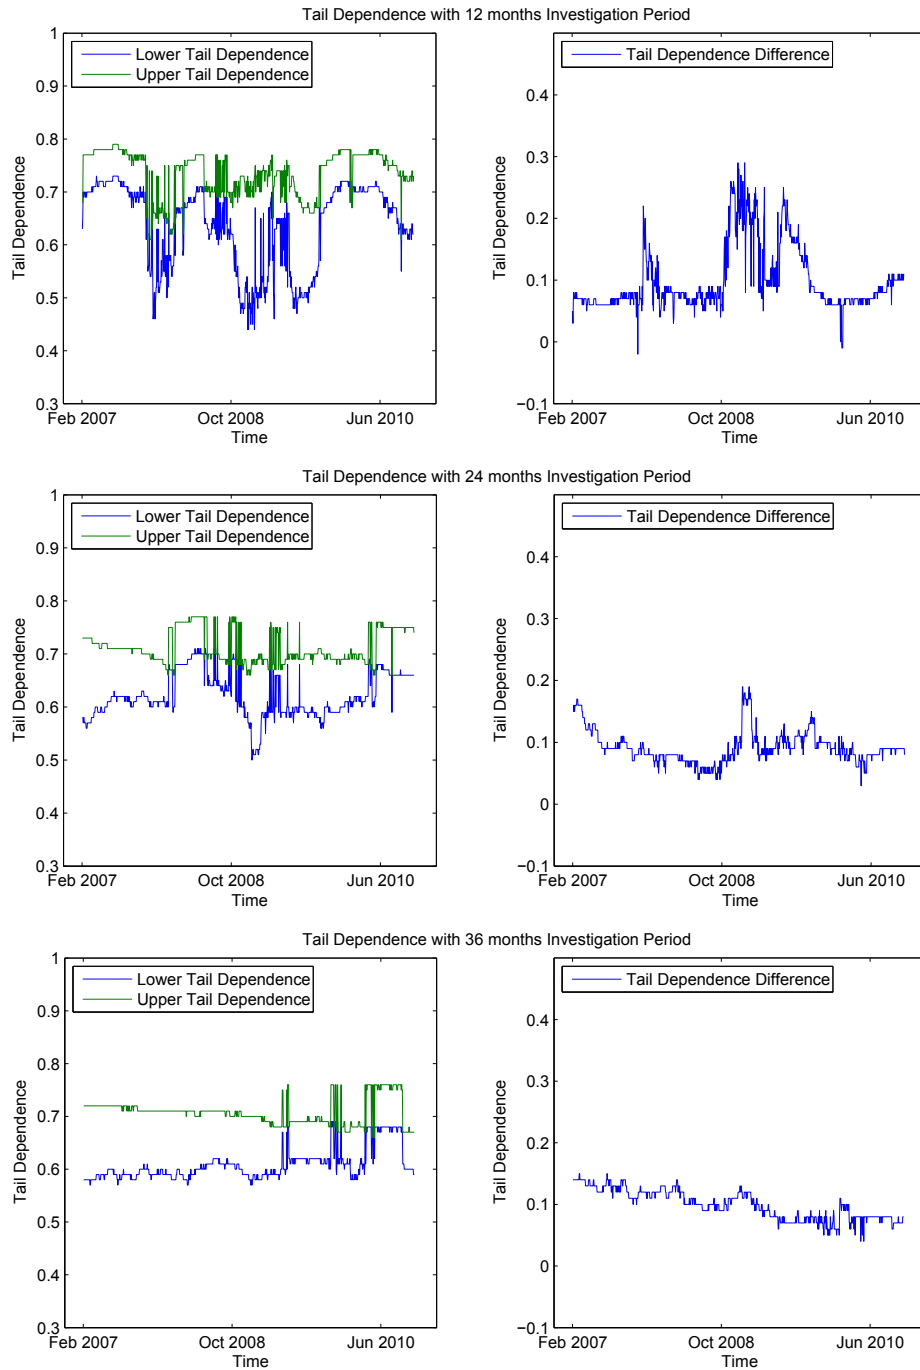 Tail Dependence with 12 months Investigation Period
Lower Tail Dependence
Upper Tail Dependence
1
0.9
0.8
0.7
0.6
0.5
0.4
0.3
Tail Dependence
Feb 2007 Oct 2008 Jun 2010
Time
Tail Dependence Difference
0.4
0.3
0.2
0.1
0
−0.1
Tail Dependence
Feb 2007 Oct 2008 Jun 2010
Time
Tail Dependence with 24 months Investigation Period
Lower Tail Dependence
Upper Tail Dependence
1
0.9
0.8
0.7
0.6
0.5
0.4
0.3
Tail Dependence
Feb 2007 Oct 2008 Jun 2010
Time
Tail Dependence Difference
0.4
0.3
0.2
0.1
0
−0.1
Tail Dependence
Feb 2007 Oct 2008 Jun 2010
Time
Tail Dependence with 36 months Investigation Period
Lower Tail Dependence
Upper Tail Dependence
1
0.9
0.8
0.7
0.6
0.5
0.4
0.3
Tail Dependence
Feb 2007 Oct 2008 Jun 2010
Time
Tail Dependence Difference
0.4
0.3
0.2
0.1
0
−0.1
Tail Dependence
Feb 2007 Oct 2008 Jun 2010
Time